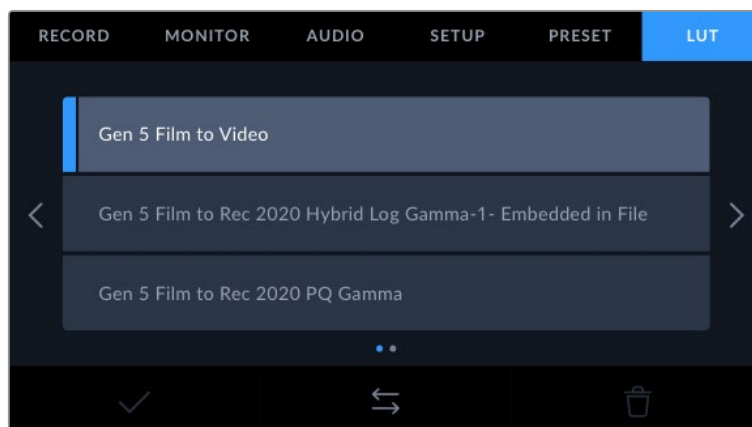 RECORD MONITOR AUDIO SETUP PRESET LUT
Gen 5 Film to Video
Gen 5 Film to Rec 2020 Hybrid Log Gamma-1- Embedded in File
Gen 5 Film to Rec 2020 PQ Gamma